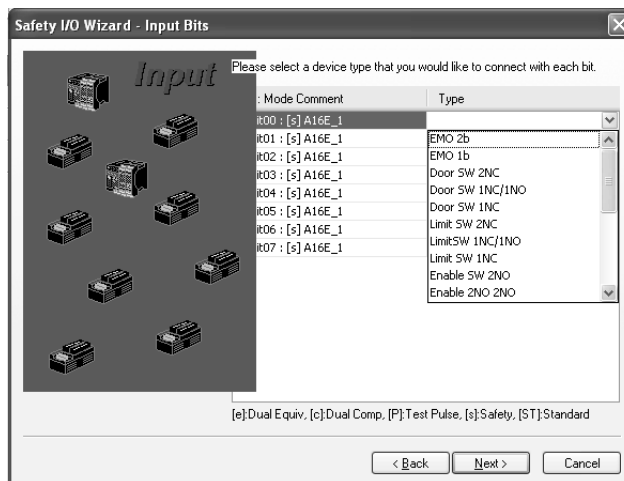 Safety I/O Wizard - Input Bits
Input
Please select a device type that you would like to connect with each bit.
: Mode Comment Type
it00 : [s] A16E_1
it01 : [s] A16E_1
it02 : [s] A16E_1
it03 : [s] A16E_1
it04 : [s] A16E_1
it05 : [s] A16E_1
it06 : [s] A16E_1
it07 : [s] A16E_1
EMO 2b
EMO 1b
Door SW 2NC
Door SW 1NC/1NO
Door SW 1NC
Limit SW 2NC
LimitSW 1NC/1NO
Limit SW 1NC
Enable SW 2NO
Enable 2NO 2NO
[e]:Dual Equiv, [c]:Dual Comp, [P]:Test Pulse, [s]:Safety, [ST]:Standard
< Back Next > Cancel